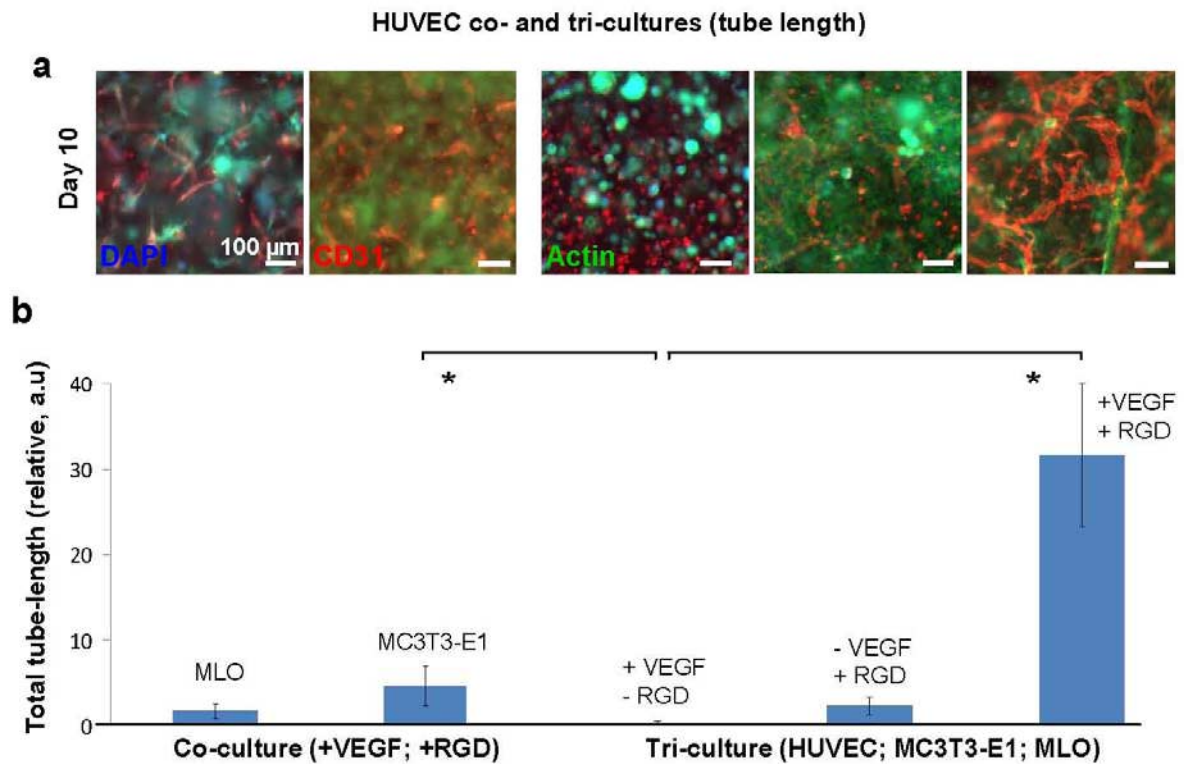 HUVEC co- and tri-cultures (tube length)
a
Day 10
DAPI
100 µm
CD31
Actin
b
Total tube-length (relative, a.u)
40
30
20
10
0
*
*
MLO
MC3T3-E1
+ VEGF
- RGD
- VEGF
+ RGD
+VEGF
+ RGD
Co-culture (+VEGF; +RGD)
Tri-culture (HUVEC; MC3T3-E1; MLO)